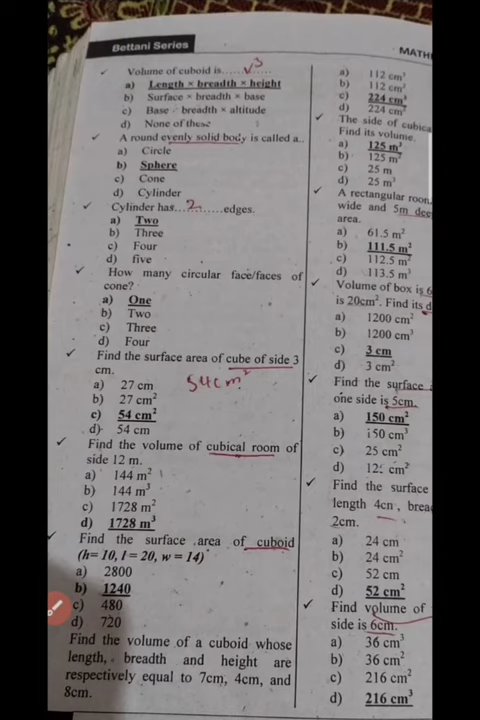 Bettani Series
MATH
Volume of cuboid is............
√3
a) Length × breadth × height
b) Surface × breadth × base
c) Base breadth × altitude
d) None of these
A round evenly solid body is called a..
a) Circle
b) Sphere
c) Cone
d) Cylinder
Cylinder has...2...edges.
a) Two
b) Three
c) Four
d) five
How many circular face/faces of
cone?
a) One
b) Two
c) Three
d) Four
Find the surface area of cube of side 3
cm.
a) 27 cm
54cm²
b) 27 cm²
c) 54 cm²
d) 54 cm
Find the volume of cubical room of
side 12 m.
a) 144 m²
b) 144 m³
c) 1728 m²
d) 1728 m³
Find the surface area of cuboid
(h= 10, l = 20, w = 14)
a) 2800
b) 1240
c) 480
d) 720
Find the volume of a cuboid whose
length, breadth and height are
respectively equal to 7cm, 4cm, and
8cm.
a) 112 cm³
b) 112 cm²
c) 224 cm³
d) 224 cm²
The side of cubica
Find its volume.
a) 125 m³
b) 125 m²
c) 25 m
d) 25 m³
A rectangular room
wide and 5m dee
area.
a) 61.5 m²
b) 111.5 m²
c) 112.5 m²
d) 113.5 m³
Volume of box is 6
is 20cm². Find its d
a) 1200 cm²
b) 1200 cm³
c) 3 cm
d) 3 cm²
Find the surface
one side is 5cm.
a) 150 cm²
b) 150 cm³
c) 25 cm²
d) 125 cm²
Find the surface
length 4cm, brea
2cm.
a) 24 cm
b) 24 cm²
c) 52 cm
d) 52 cm²
Find volume of
side is 6cm.
a) 36 cm³
b) 36 cm²
c) 216 cm²
d) 216 cm³